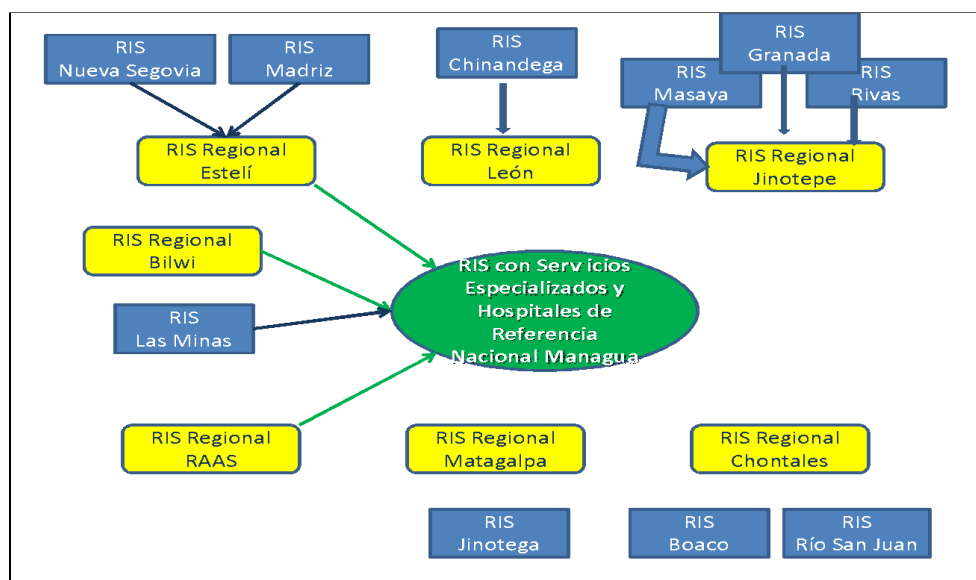 RIS
Nueva Segovia
RIS
Madriz
RIS
Chinandega
RIS
Granada
RIS
Masaya
RIS
Rivas
RIS Regional
Estelí
RIS Regional
León
RIS Regional
Jinotepe
RIS Regional
Bilwi
RIS con Servicios
Especializados y
Hospitales de
Referencia
Nacional Managua
RIS
Las Minas
RIS Regional
RAAS
RIS Regional
Matagalpa
RIS Regional
Chontales
RIS
Jinotega
RIS
Boaco
RIS
Río San Juan